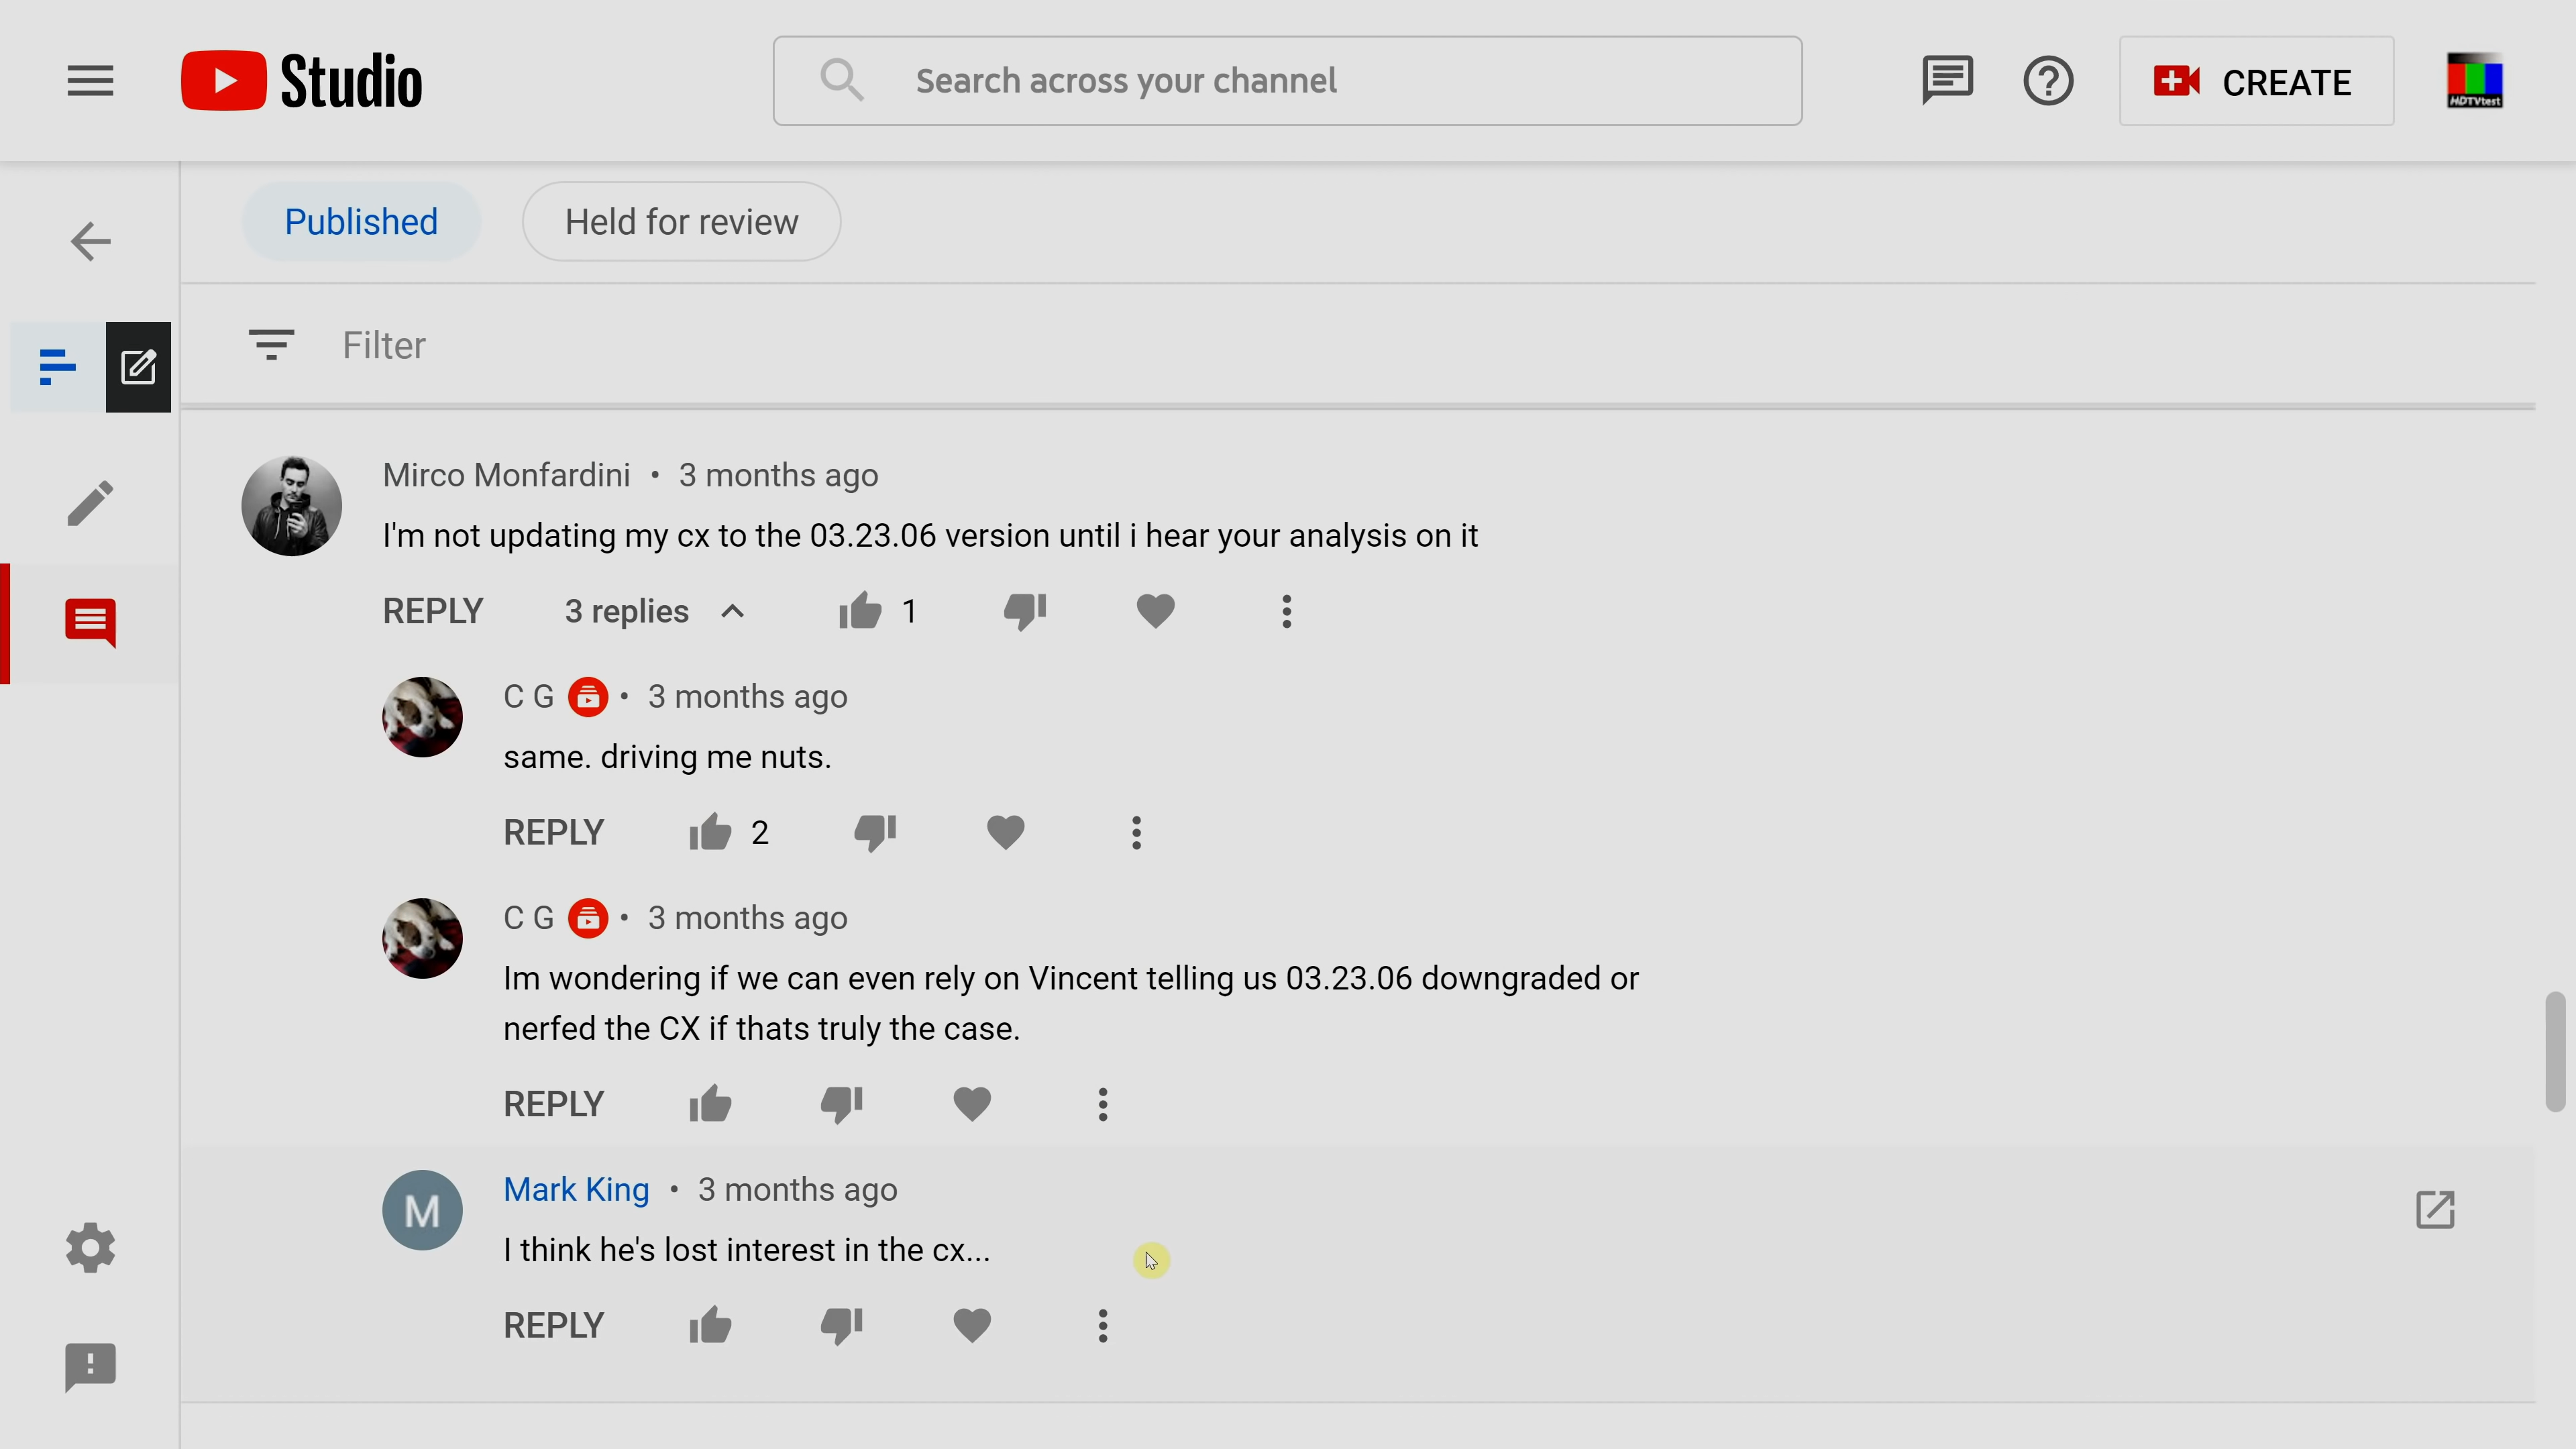 Studio
Search across your channel
CREATE
HDTVtest
Published
Held for review
Filter
Mirco Monfardini • 3 months ago
I'm not updating my cx to the 03.23.06 version until i hear your analysis on it
REPLY 3 replies 1
C G • 3 months ago
same. driving me nuts.
REPLY 2
C G • 3 months ago
Im wondering if we can even rely on Vincent telling us 03.23.06 downgraded or
nerfed the CX if thats truly the case.
REPLY
M
Mark King • 3 months ago
I think he's lost interest in the cx...
REPLY